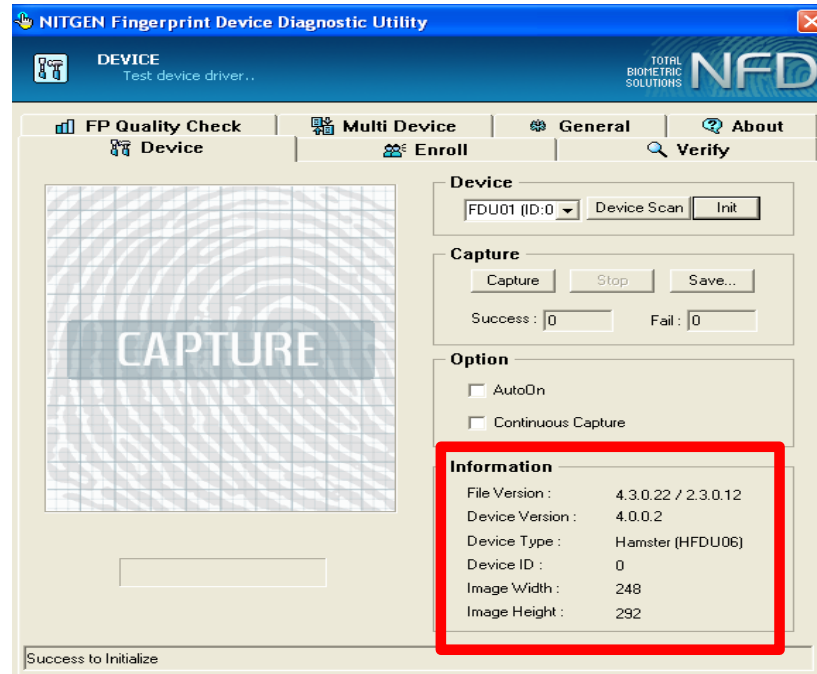 NITGEN Fingerprint Device Diagnostic Utility
DEVICE
Test device driver..
TOTAL
BIOMETRIC
SOLUTIONS
NFD
FP Quality Check
Multi Device
General
About
Device
Enroll
Verify
CAPTURE
Device
FDU01 (ID:0
Device Scan
Init
Capture
Capture
Stop
Save...
Success : 0
Fail : 0
Option
AutoOn
Continuous Capture
Information
File Version : 4.3.0.22 / 2.3.0.12
Device Version : 4.0.0.2
Device Type : Hamster (HFDU06)
Device ID : 0
Image Width : 248
Image Height : 292
Success to Initialize